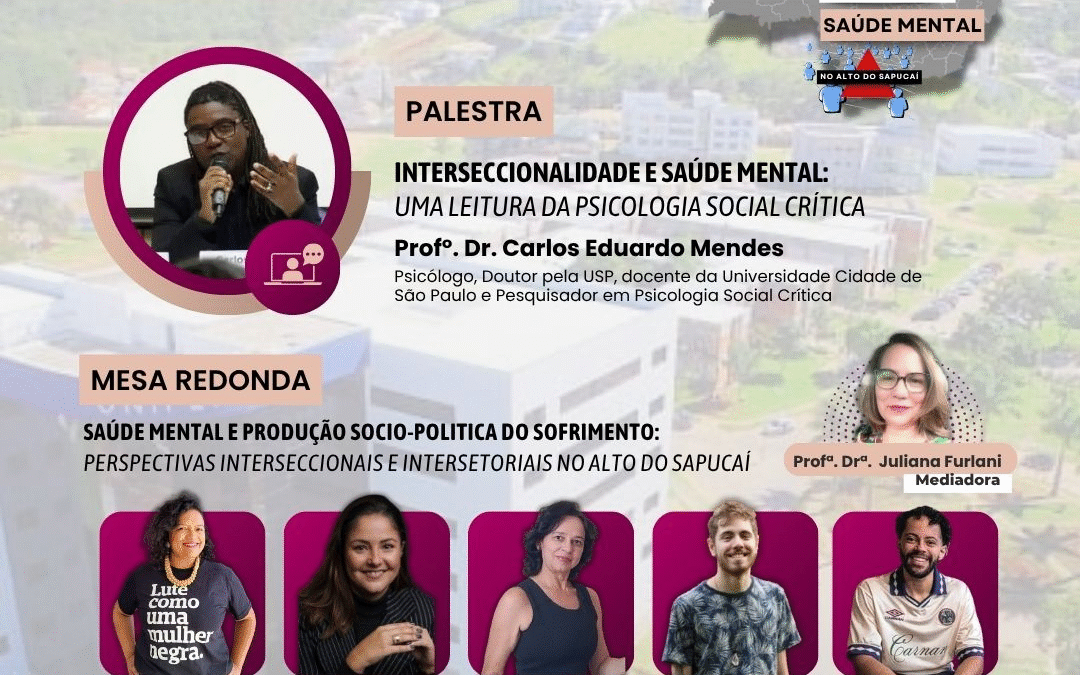 SAÚDE MENTAL
NO ALTO DO SAPUCAÍ
PALESTRA
INTERSECCIONALIDADE E SAÚDE MENTAL:
UMA LEITURA DA PSICOLOGIA SOCIAL CRÍTICA
Profº. Dr. Carlos Eduardo Mendes
Psicólogo, Doutor pela USP, docente da Universidade Cidade de
São Paulo e Pesquisador em Psicologia Social Crítica
MESA REDONDA
SAÚDE MENTAL E PRODUÇÃO SOCIO-POLITICA DO SOFRIMENTO:
PERSPECTIVAS INTERSECCIONAIS E INTERSETORIAIS NO ALTO DO SAPUCAÍ
Profª. Drª. Juliana Furlani
Mediadora
Lute
como
uma
mulher
negra.